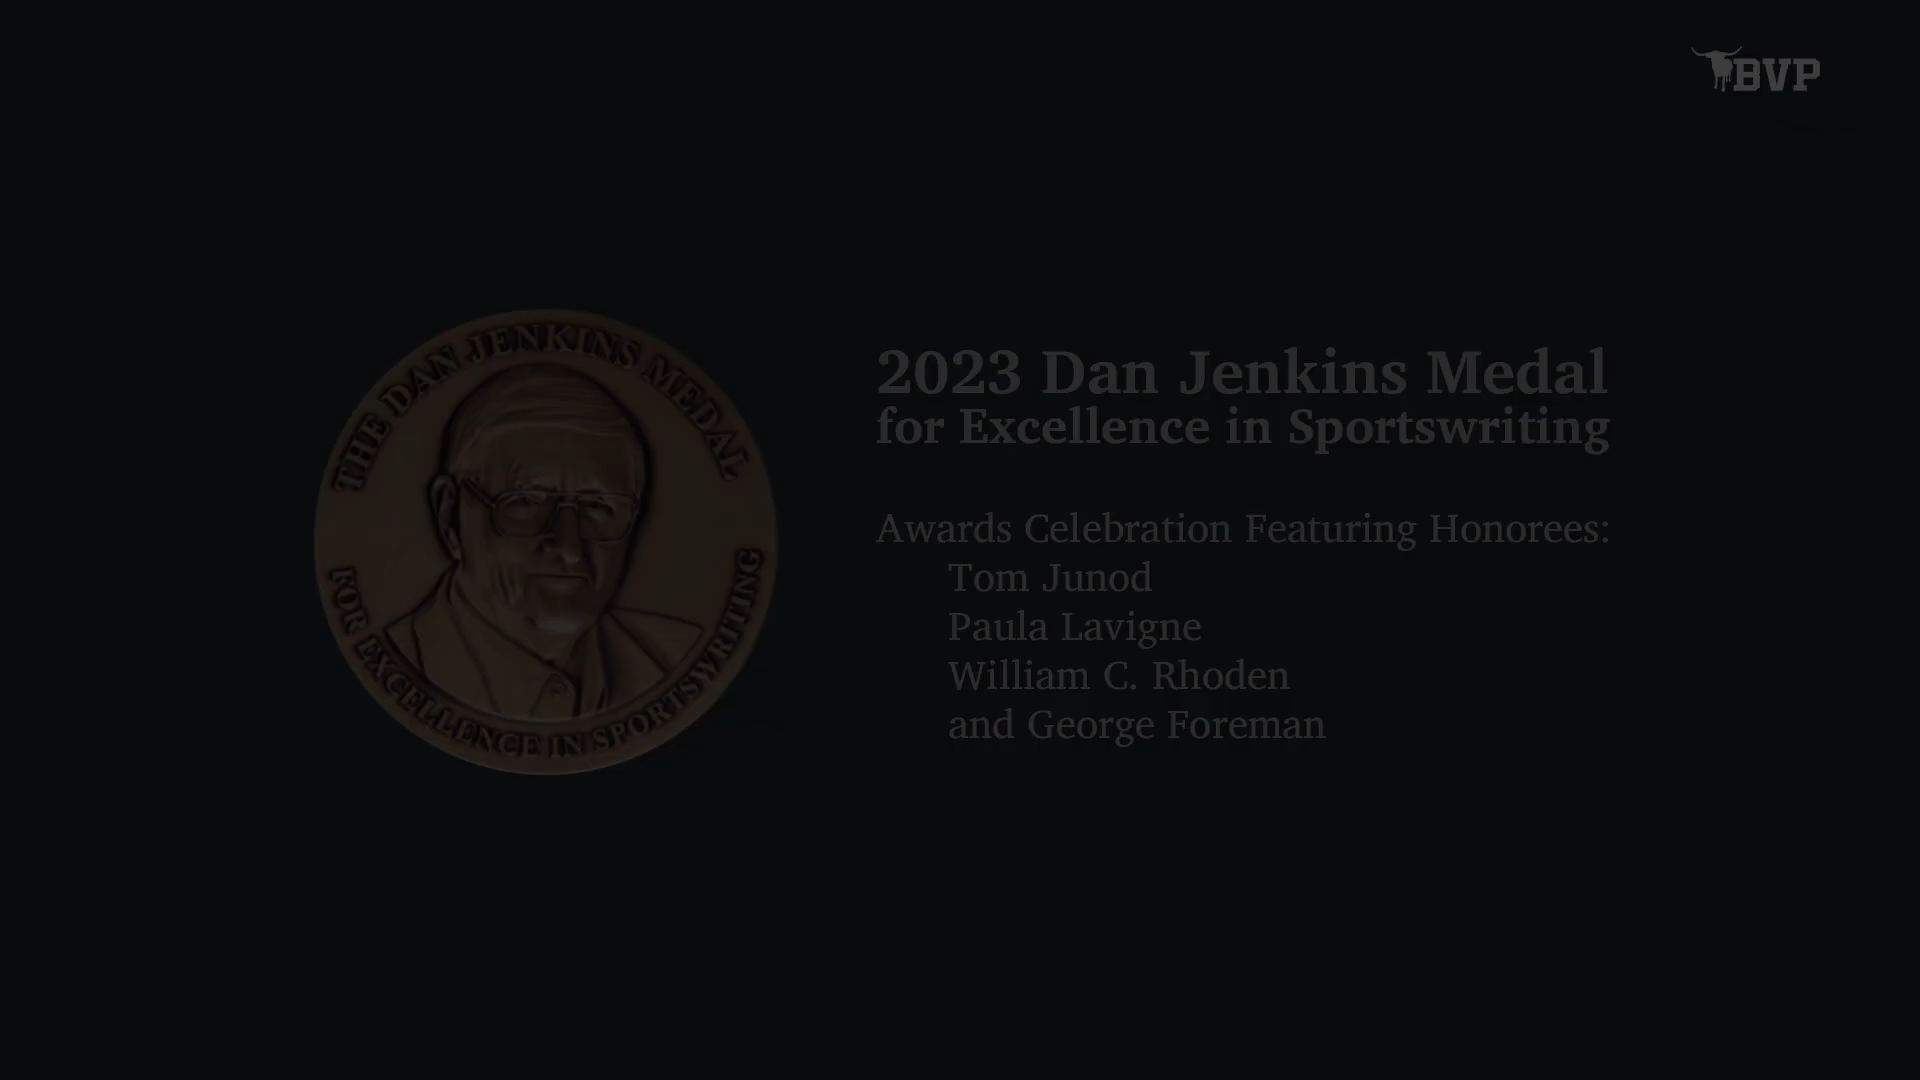 BVP
THE DAN JENKINS MEDAL
FOR EXCELLENCE IN SPORTSWRITING
2023 Dan Jenkins Medal
for Excellence in Sportswriting
Awards Celebration Featuring Honorees:
Tom Junod
Paula Lavigne
William C. Rhoden
and George Foreman